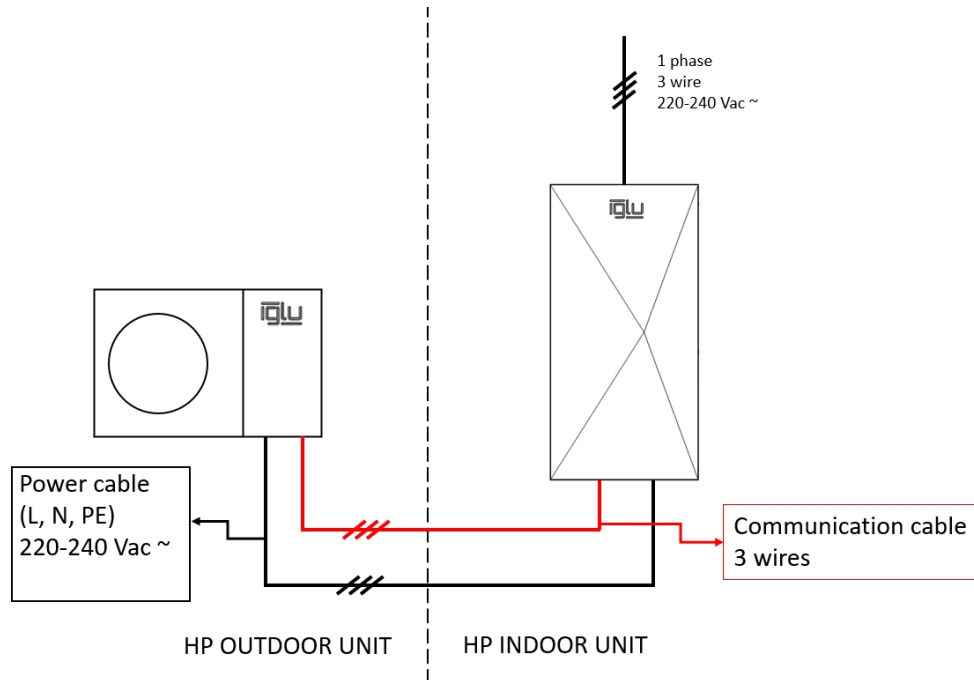 1 phase
3 wire
220-240 Vac ~
iglu
iglu
Power cable
(L, N, PE)
220-240 Vac ~
Communication cable
3 wires
HP OUTDOOR UNIT
HP INDOOR UNIT